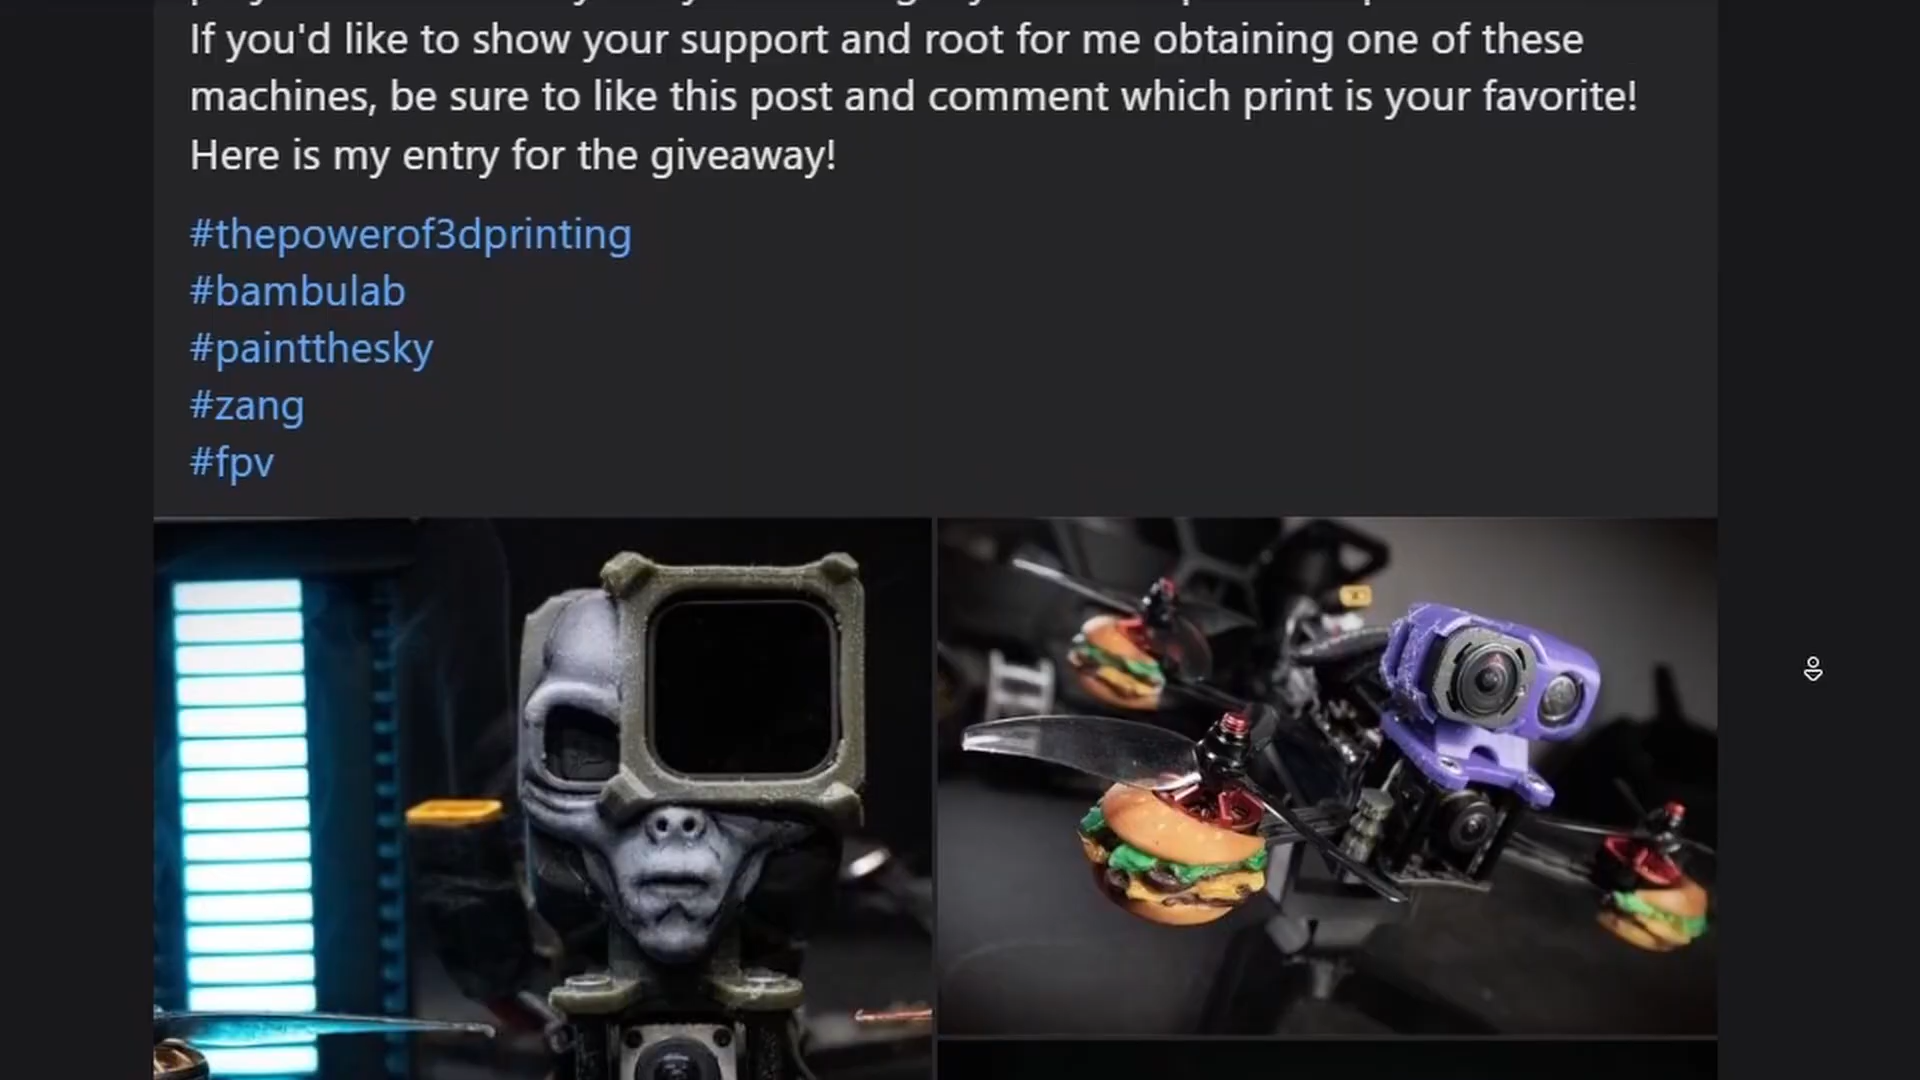 If you'd like to show your support and root for me obtaining one of these
machines, be sure to like this post and comment which print is your favorite!
Here is my entry for the giveaway!
#thepowerof3dprinting
#bambulab
#paintthesky
#zang
#fpv